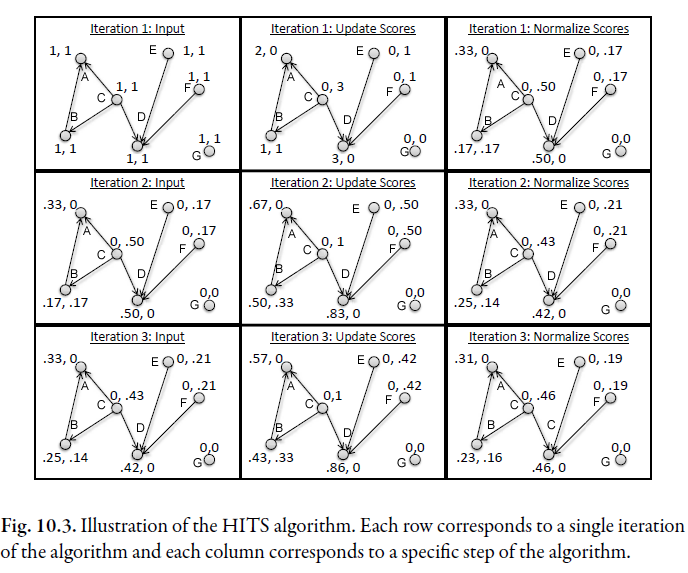 Iteration 1: Input
1, 1
E
1, 1
A
1, 1
1, 1
F
C
B
D
1, 1
1, 1
1, 1
G
Iteration 1: Update Scores
2, 0
E
0, 1
A
0, 3
0, 1
F
C
B
D
1, 1
3, 0
0, 0
G
Iteration 1: Normalize Scores
.33, 0
E
0, .17
A
0, .50
0, .17
F
C
B
D
.17, .17
.50, 0
0,0
G
Iteration 2: Input
.33, 0
E
0, .17
A
0, .50
0, .17
F
C
B
D
.17, .17
.50, 0
0,0
G
Iteration 2: Update Scores
.67, 0
E
0, .50
A
0, 1
0, .50
F
C
B
D
.50, .33
.83, 0
0,0
G
Iteration 2: Normalize Scores
.33, 0
E
0, .21
A
0, .43
0, .21
F
C
B
D
.25, .14
.42, 0
0,0
G
Iteration 3: Input
.33, 0
E
0, .21
A
0, .43
0, .21
F
C
B
D
.25, .14
.42, 0
0,0
G
Iteration 3: Update Scores
.57, 0
E
0, .42
A
0,1
0, .42
F
C
B
D
.43, .33
.86, 0
0,0
G
Iteration 3: Normalize Scores
.31, 0
E
0, .19
A
0, .46
0, .19
F
C
B
C
.23, .16
.46, 0
0,0
G
Fig. 10.3. Illustration of the HITS algorithm. Each row corresponds to a single iteration
of the algorithm and each column corresponds to a specific step of the algorithm.